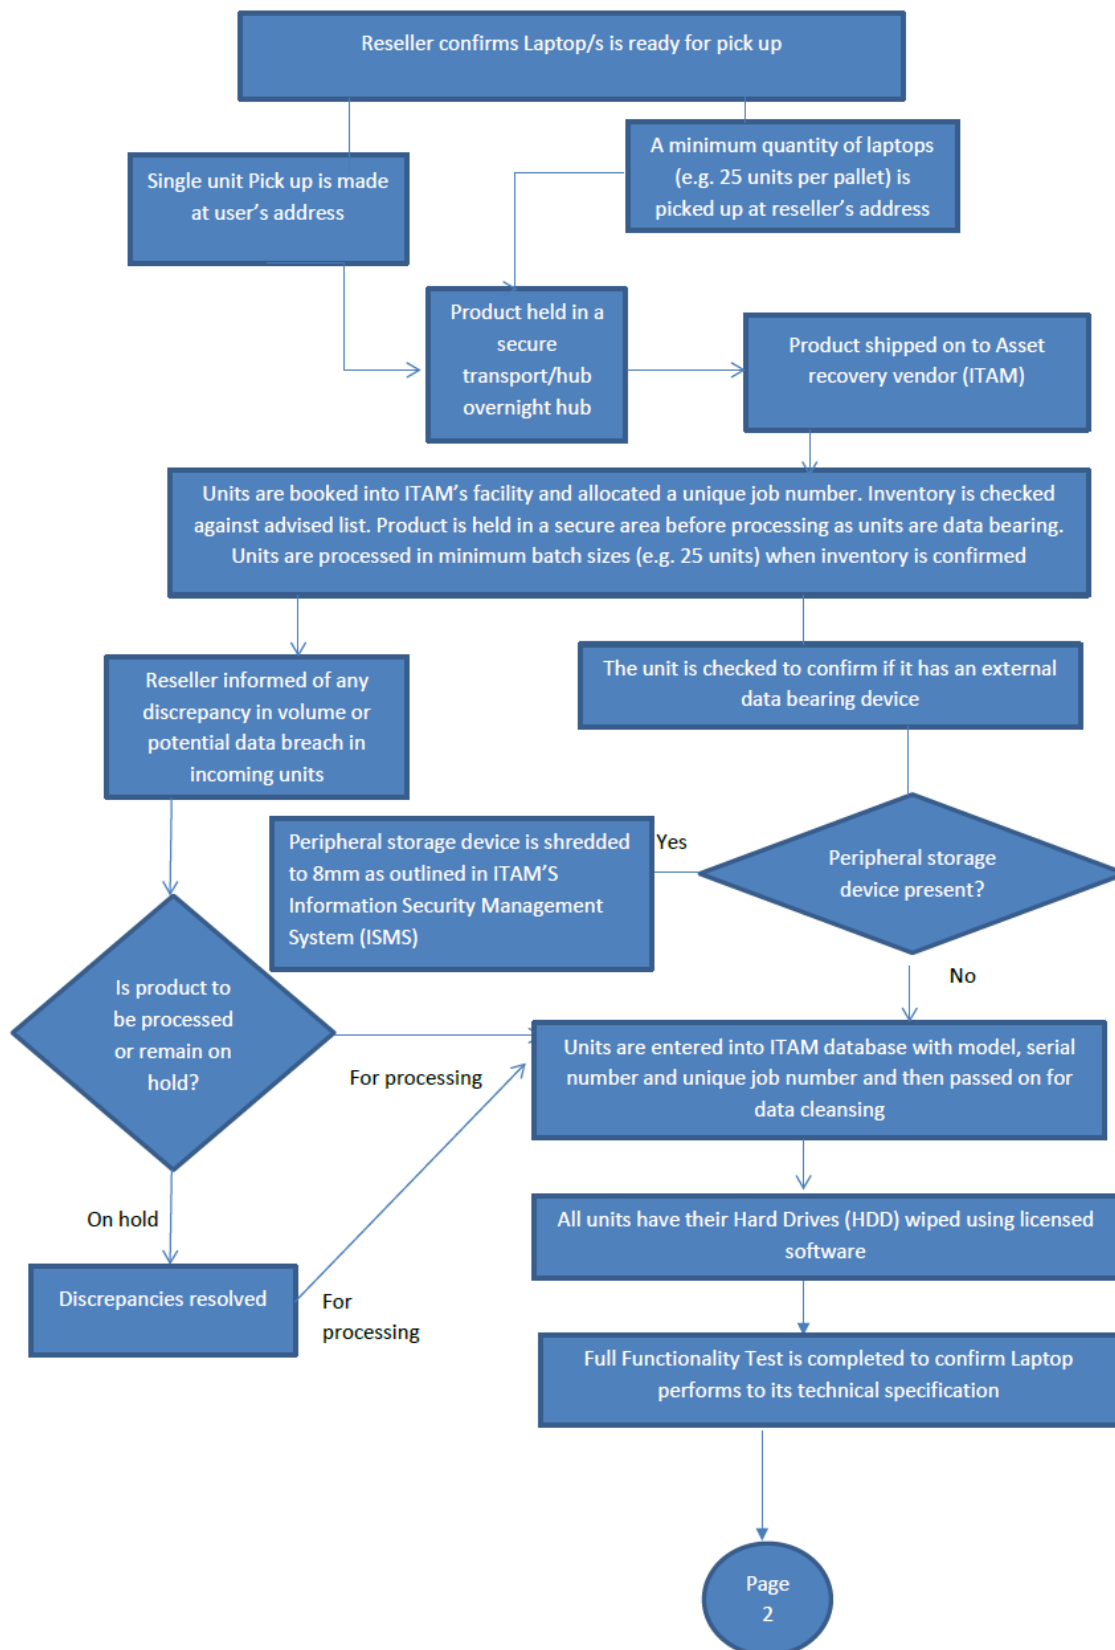 Reseller confirms Laptop/s is ready for pick up
Single unit Pick up is made
at user's address
A minimum quantity of laptops
(e.g. 25 units per pallet) is
picked up at reseller's address
Product held in a
secure
transport/hub
overnight hub
Product shipped on to Asset
recovery vendor (ITAM)
Units are booked into ITAM's facility and allocated a unique job number. Inventory is checked
against advised list. Product is held in a secure area before processing as units are data bearing.
Units are processed in minimum batch sizes (e.g. 25 units) when inventory is confirmed
Reseller informed of any
discrepancy in volume or
potential data breach in
incoming units
The unit is checked to confirm if it has an external
data bearing device
Peripheral storage device is shredded
to 8mm as outlined in ITAM'S
Information Security Management
System (ISMS)
Yes
Peripheral storage
device present?
No
Is product to
be processed
or remain on
hold?
For processing
Units are entered into ITAM database with model, serial
number and unique job number and then passed on for
data cleansing
On hold
All units have their Hard Drives (HDD) wiped using licensed
software
Discrepancies resolved
For
processing
Full Functionality Test is completed to confirm Laptop
performs to its technical specification
Page
2